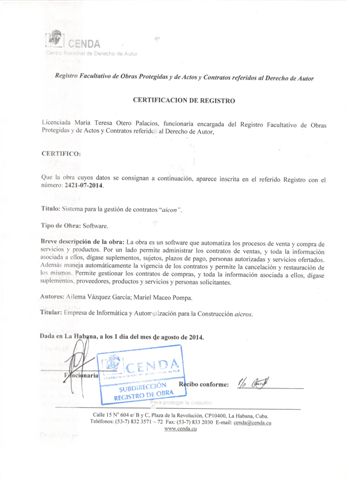 CENDA
Centro Nacional de Derecho de Autor
Registro Facultativo de Obras Protegidas y de Actos y Contratos referidos al Derecho de Autor
CERTIFICACION DE REGISTRO
Licenciada María Teresa Otero Palacios, funcionaria encargada del Registro Facultativo de Obras
Protegidas y de Actos y Contratos referidos al Derecho de Autor,
CERTIFICO:
Que la obra cuyos datos se consignan a continuación, aparece inscrita en el referido Registro con el
número: 2421-07-2014.
Título: Sistema para la gestión de contratos "aicon".
Tipo de Obra: Software.
Breve descripción de la obra: La obra es un software que automatiza los procesos de venta y compra de
servicios y productos. Por un lado permite administrar los contratos de ventas, y toda la información
asociada a ellos, dígase suplementos, sujetos, plazos de pago, personas autorizadas y servicios ofertados.
Además maneja automáticamente la vigencia de los contratos y permite la cancelación y restauración de
los mismos. Permite gestionar los contratos de compras, y toda la información asociada a ellos, dígase
suplementos, proveedores, productos y servicios y personas solicitantes.
Autores: Ailema Vázquez García; Mariel Maceo Pompa.
Titular: Empresa de Informática y Automatización para la Construcción aicros.
Dada en La Habana, a los 1 día del mes de agosto de 2014.
Funcionaria
CENDA
SUBDIRECCIÓN
REGISTRO DE OBRA
Recibo conforme:
Calle 15 Nº 604 e/ B y C, Plaza de la Revolución, CP10400, La Habana, Cuba.
Teléfonos: (53-7) 832 3571 – 72 Fax: (53-7) 833 2030 E-mail: cenda@cenda.cu
www.cenda.cu